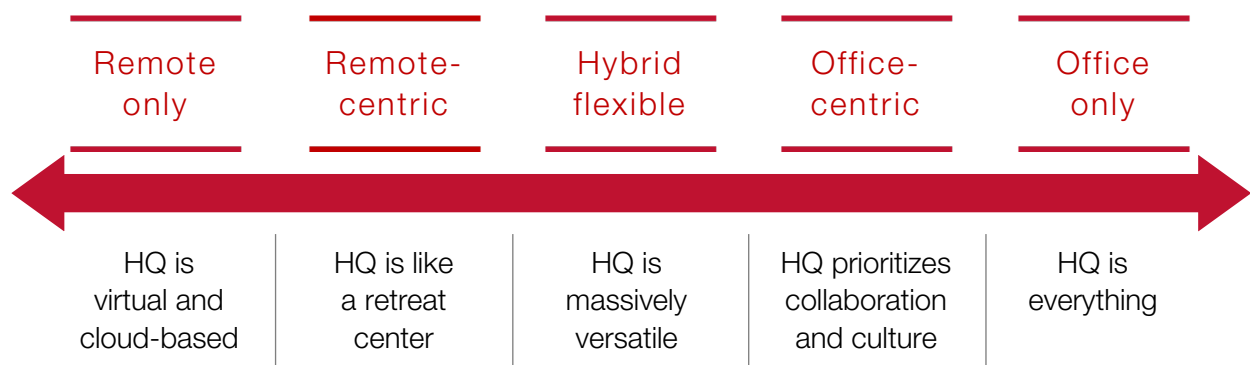 Remote
only
Remote-
centric
Hybrid
flexible
Office-
centric
Office
only
HQ is
virtual and
cloud-based
HQ is like
a retreat
center
HQ is
massively
versatile
HQ prioritizes
collaboration
and culture
HQ is
everything